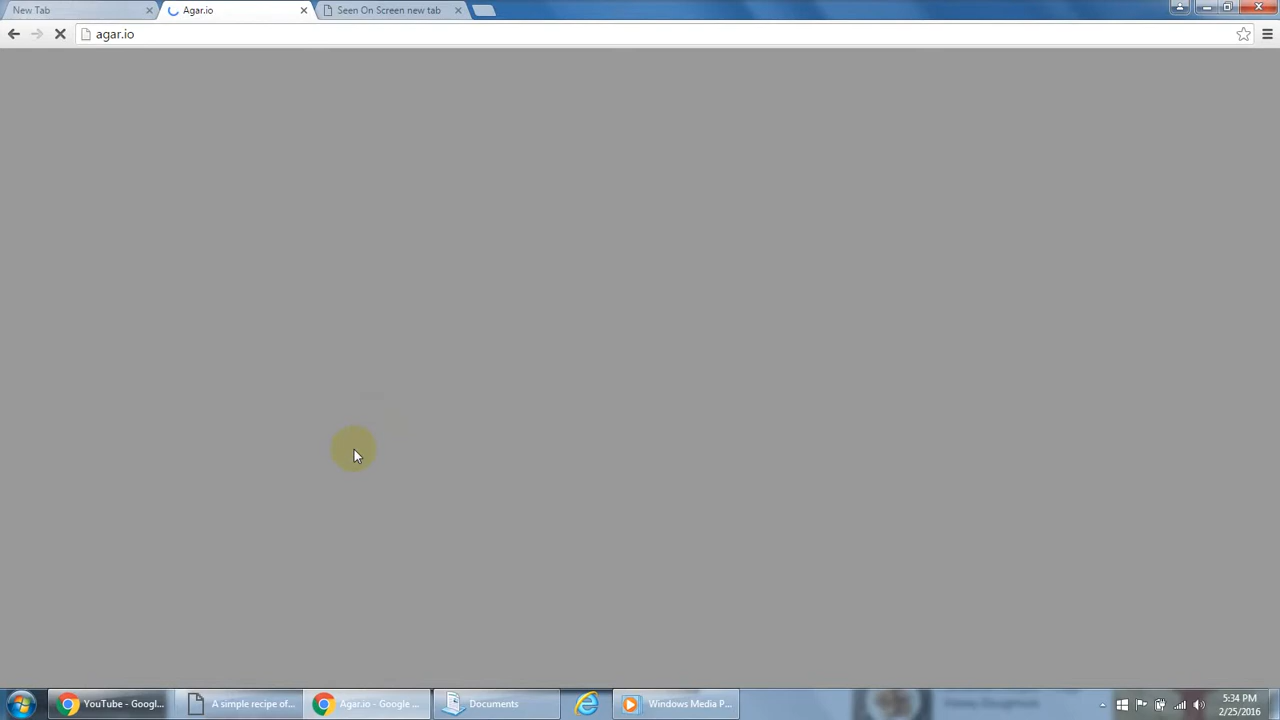 New Tab
Agar.io
Seen On Screen new tab
agar.io
YouTube - Googl...
A simple recipe of...
Agar.io - Google ...
Documents
Windows Media P...
5:34 PM
2/25/2016